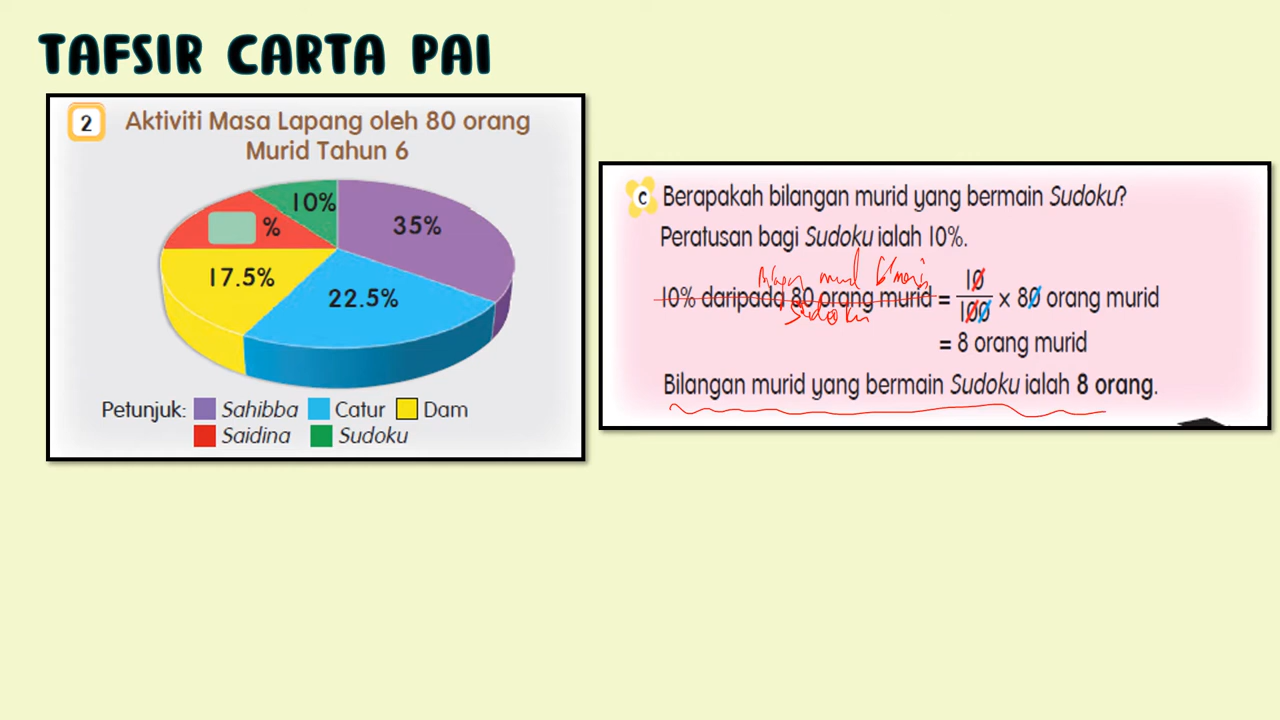 TAFSIR CARTA PAI
2 Aktiviti Masa Lapang oleh 80 orang
Murid Tahun 6
10%
35%
%
17.5%
22.5%
Petunjuk: Sahibba Catur Dam
Saidina Sudoku
C Berapakah bilangan murid yang bermain Sudoku?
Peratusan bagi Sudoku ialah 10%.
murid
10% daripada 80 orang murid = 10/100 × 80 orang murid
Sudoku
= 8 orang murid
Bilangan murid yang bermain Sudoku ialah 8 orang.